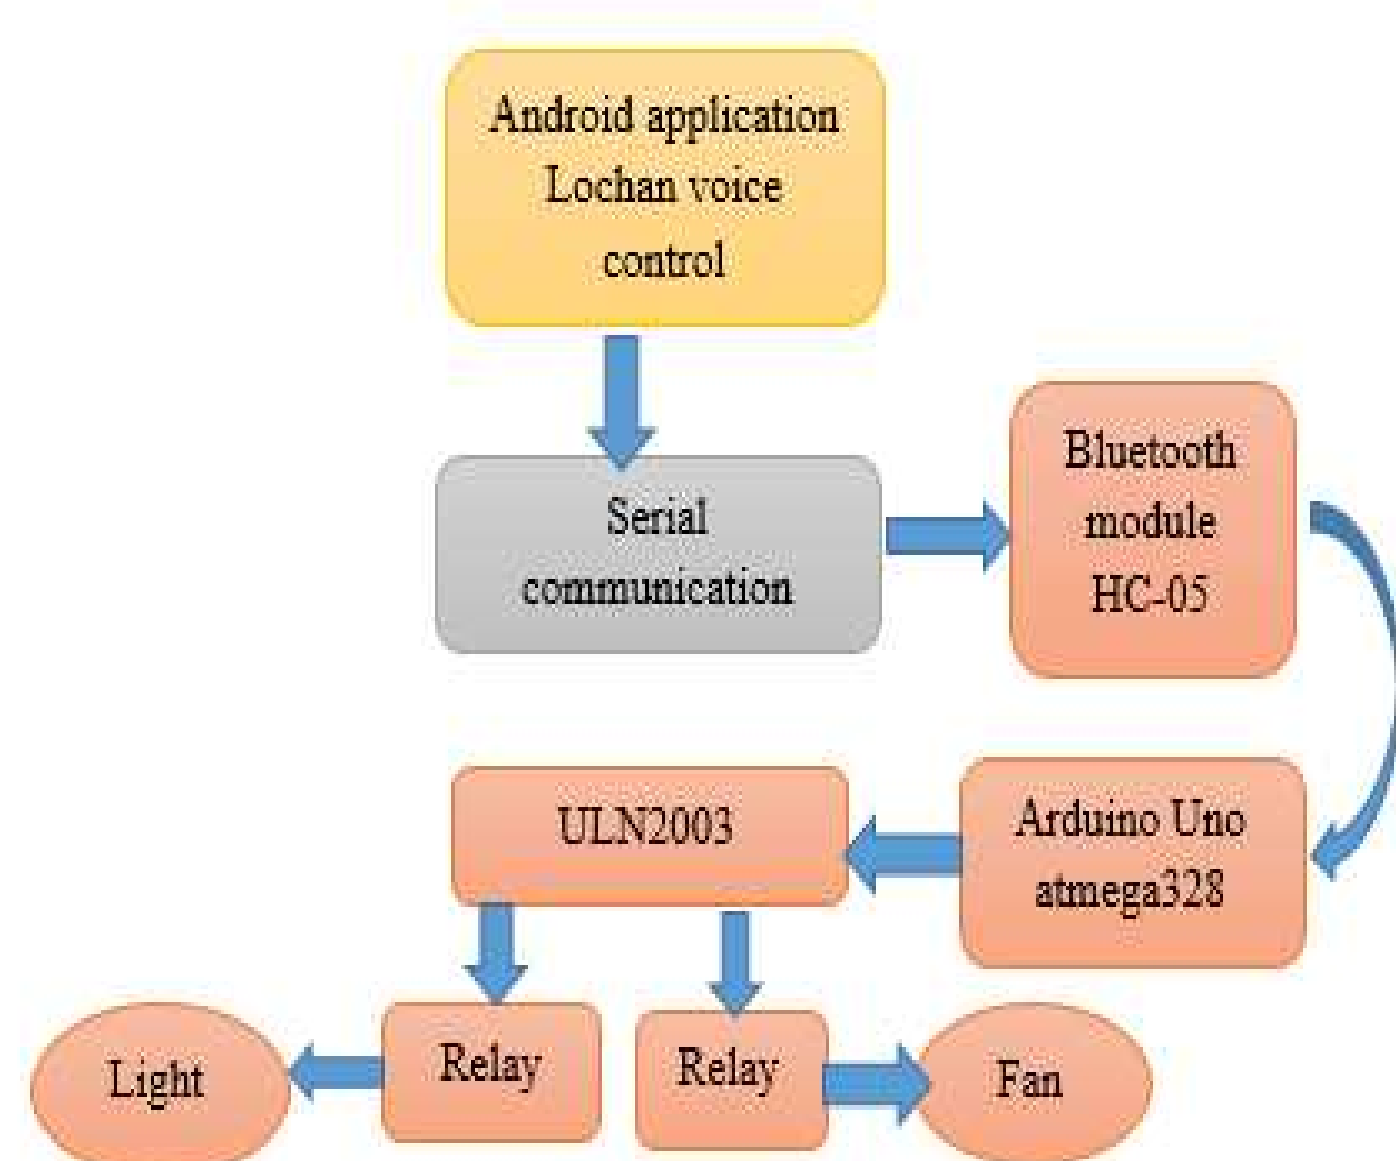 Android application
Lochan voice
control
Serial
communication
Bluetooth
module
HC-05
ULN2003
Arduino Uno
atmega328
Light
Relay
Relay
Fan